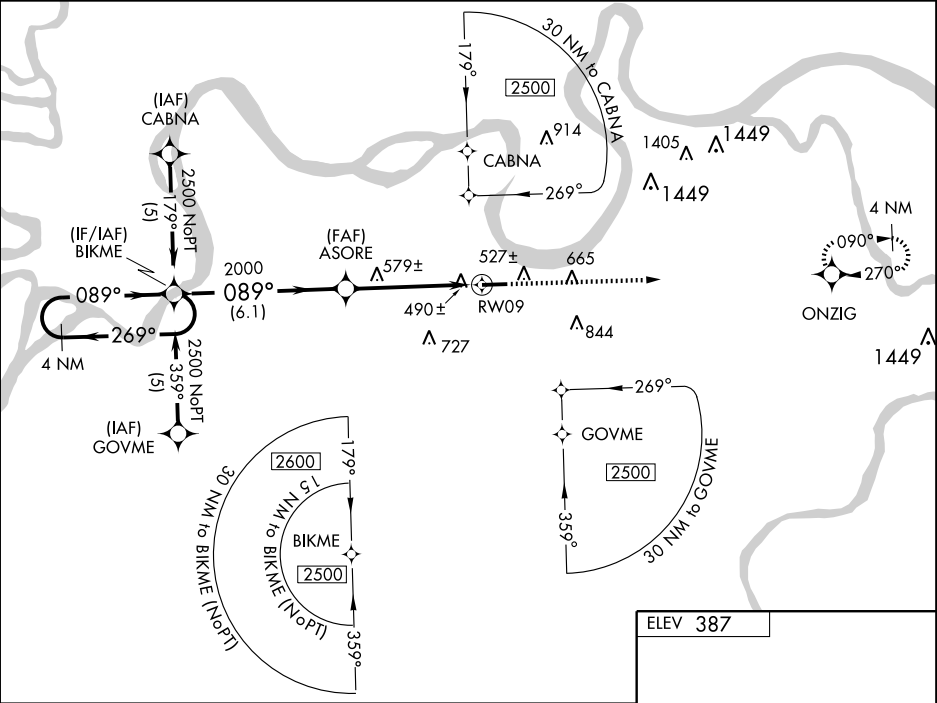 30 NM to CABNA
179°
2500
914
CABNA
269°
1405
1449
1449
(IAF)
CABNA
2500 NoPT
179°
(5)
(IF/IAF)
BIKME
089°
269°
4 NM
2000
089°
(6.1)
(FAF)
ASORE
579±
490±
527±
665
RW09
727
844
4 NM
090°
270°
ONZIG
1449
2500 NoPT
359°
(5)
(IAF)
GOVME
2600
179°
30 NM to BIKME (NoPT)
15 NM to BIKME (NoPT)
BIKME
2500
359°
269°
GOVME
2500
359°
30 NM to GOVME
ELEV 387